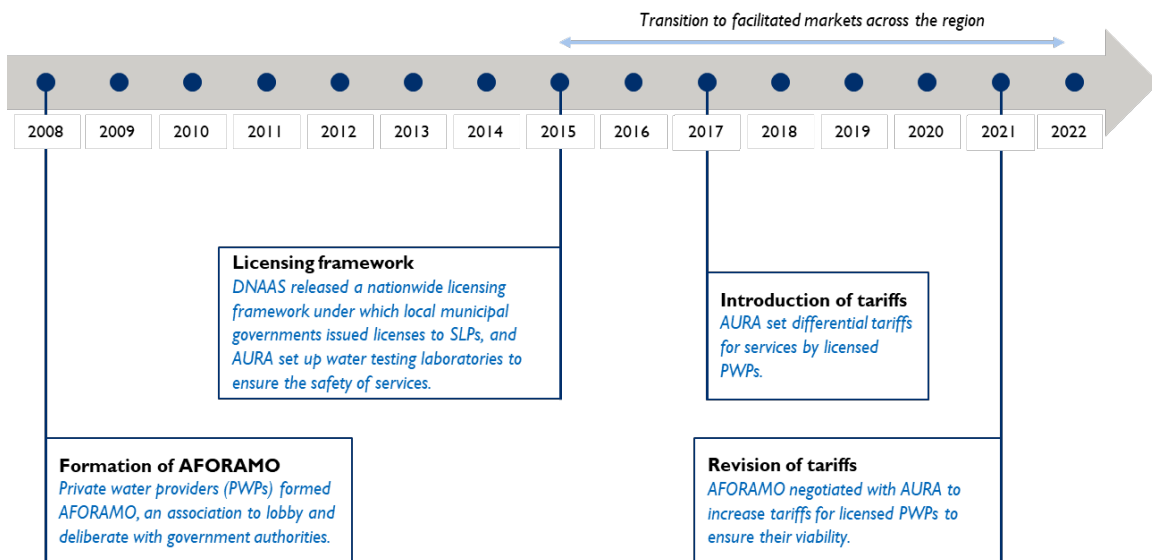 Transition to facilitated markets across the region
2008 2009 2010 2011 2012 2013 2014 2015 2016 2017 2018 2019 2020 2021 2022
Licensing framework
DNAAS released a nationwide licensing
framework under which local municipal
governments issued licenses to SLPs, and
AURA set up water testing laboratories to
ensure the safety of services.
Introduction of tariffs
AURA set differential tariffs
for services by licensed
PWPs.
Formation of AFORAMO
Private water providers (PWPs) formed
AFORAMO, an association to lobby and
deliberate with government authorities.
Revision of tariffs
AFORAMO negotiated with AURA to
increase tariffs for licensed PWPs to
ensure their viability.